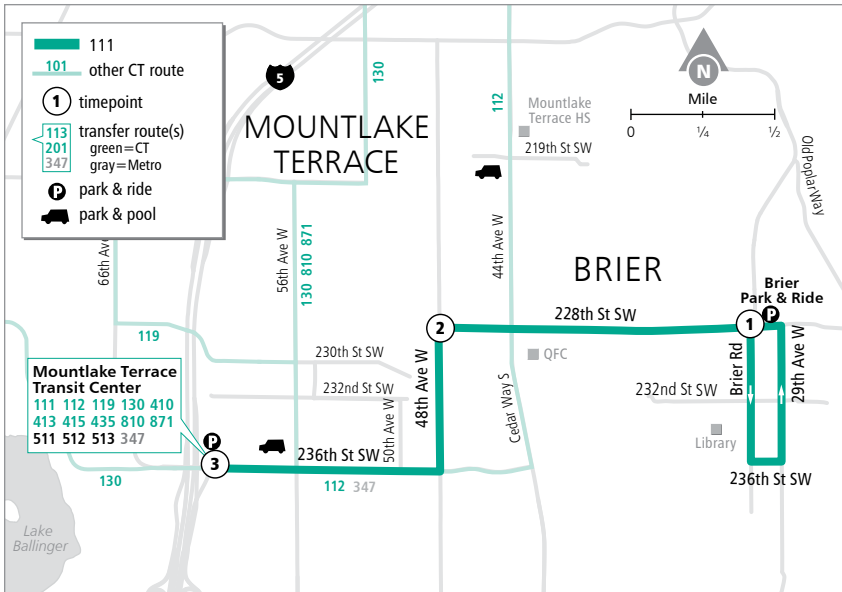 111
101
other CT route
1
timepoint
113
201
347
transfer route(s)
green=CT
gray=Metro
P
park & ride
park & pool
5
130
112
N
Mile
0
¼
½
MOUNTLAKE
TERRACE
Mountlake
Terrace HS
219th St SW
Old Poplar Way
66th Ave W
56th Ave W
130 810 871
44th Ave W
BRIER
Brier
Park & Ride
P
1
2
228th St SW
119
230th St SW
232nd St SW
48th Ave W
50th Ave W
QFC
Cedar Way S
Brier Rd
29th Ave W
232nd St SW
Library
236th St SW
Mountlake Terrace
Transit Center
111 112 119 130 410
413 415 435 810 871
511 512 513 347
P
3
236th St SW
130
112 347
Lake
Ballinger